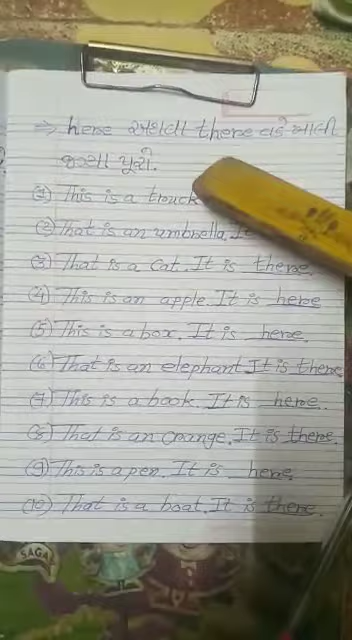 ⇒ here અથવા there વડે ખાલી
જગ્યા પૂરો.
(1) This is a truck
(2) That is an umbrella. It
(3) That is a cat. It is there.
(4) This is an apple. It is here
(5) This is a box. It is here.
(6) That is an elephant It is there
(7) This is a book. It is here.
(8) That is an orange. It is there.
(9) This is a pen. It is here.
(10) That is a boat. It is there.
SAGA